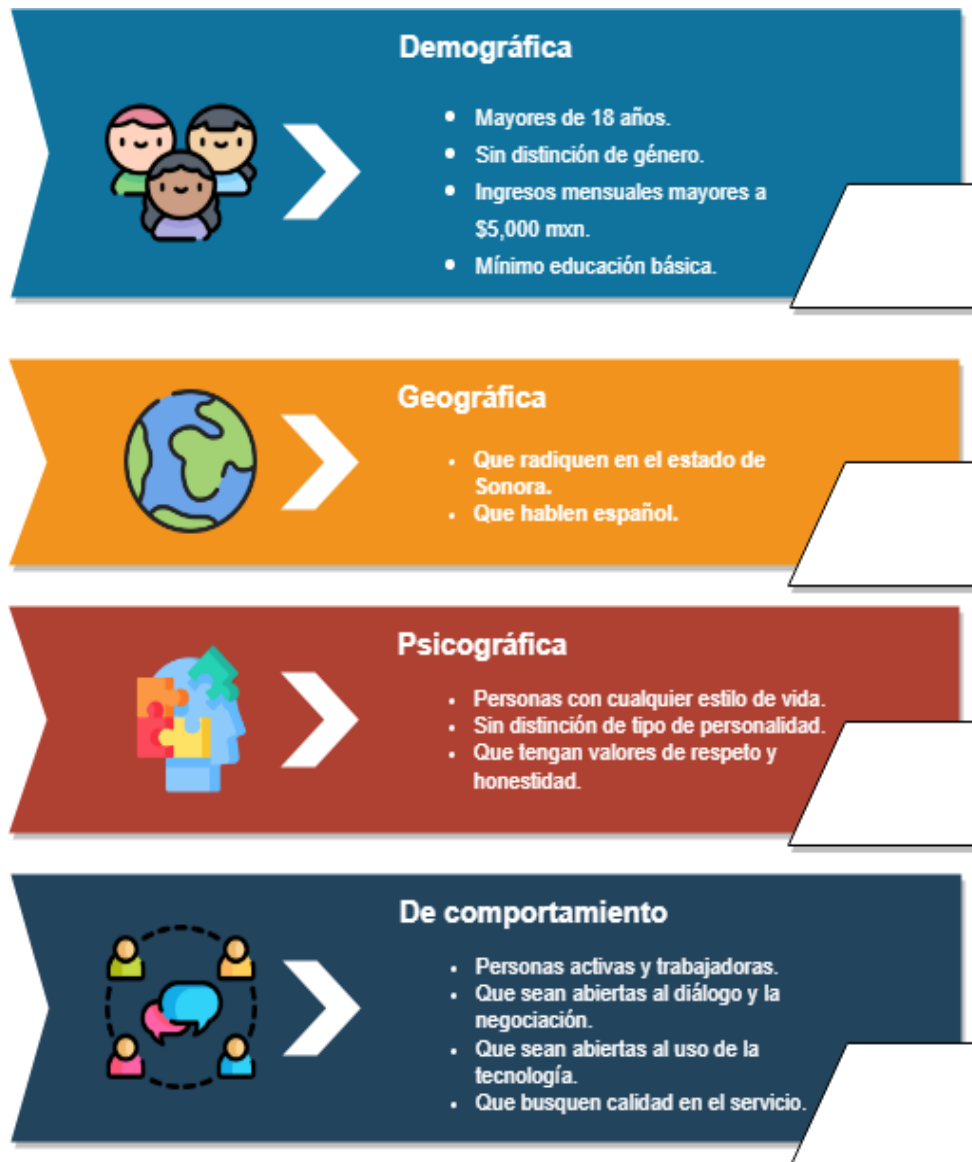 Demográfica
• Mayores de 18 años.
• Sin distinción de género.
• Ingresos mensuales mayores a
$5,000 mxn.
• Mínimo educación básica.
Geográfica
• Que radiquen en el estado de
Sonora.
• Que hablen español.
Psicográfica
• Personas con cualquier estilo de vida.
• Sin distinción de tipo de personalidad.
• Que tengan valores de respeto y
honestidad.
De comportamiento
• Personas activas y trabajadoras.
• Que sean abiertas al diálogo y la
negociación.
• Que sean abiertas al uso de la
tecnología.
• Que busquen calidad en el servicio.